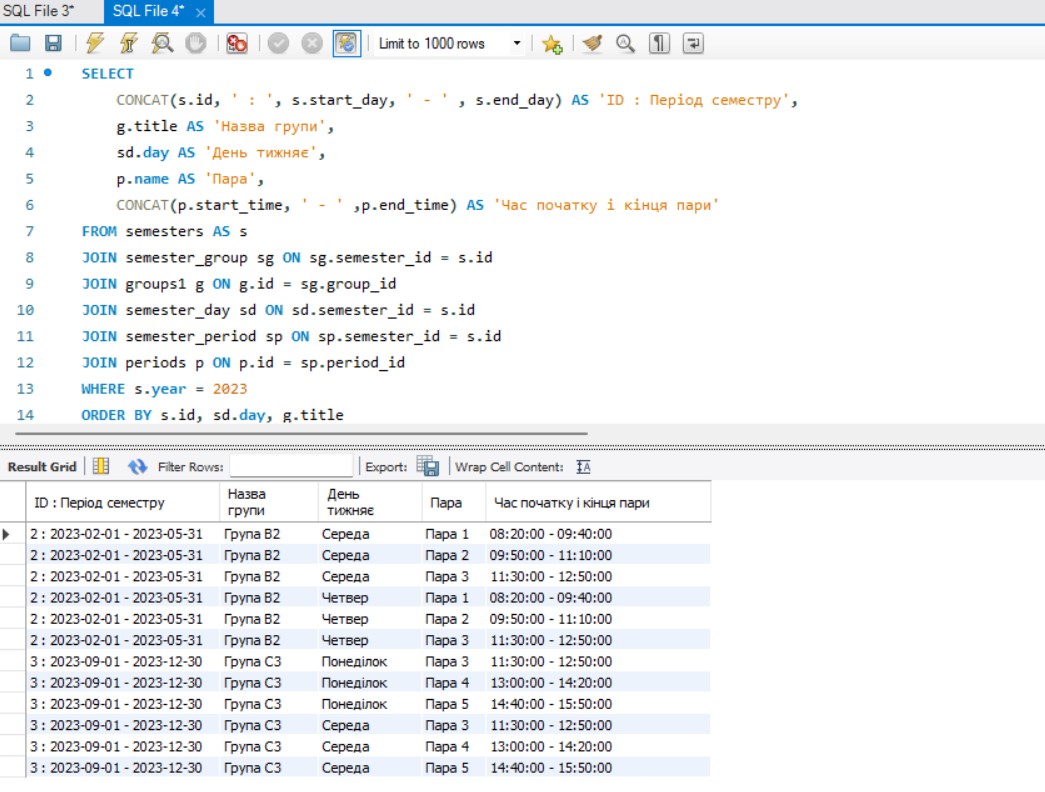 SQL File 3* SQL File 4*
Limit to 1000 rows
1 SELECT
2 CONCAT(s.id, ' : ', s.start_day, ' - ' , s.end_day) AS 'ID : Період семестру',
3 g.title AS 'Назва групи',
4 sd.day AS 'День тижняє',
5 p.name AS 'Пара',
6 CONCAT(p.start_time, ' - ' ,p.end_time) AS 'Час початку і кінця пари'
7 FROM semesters AS s
8 JOIN semester_group sg ON sg.semester_id = s.id
9 JOIN groups1 g ON g.id = sg.group_id
10 JOIN semester_day sd ON sd.semester_id = s.id
11 JOIN semester_period sp ON sp.semester_id = s.id
12 JOIN periods p ON p.id = sp.period_id
13 WHERE s.year = 2023
14 ORDER BY s.id, sd.day, g.title
Result Grid Filter Rows: Export: Wrap Cell Content: IA
ID : Період семестру Назва групи День тижняє Пара Час початку і кінця пари
2 : 2023-02-01 - 2023-05-31 Група B2 Середа Пара 1 08:20:00 - 09:40:00
2 : 2023-02-01 - 2023-05-31 Група B2 Середа Пара 2 09:50:00 - 11:10:00
2 : 2023-02-01 - 2023-05-31 Група B2 Середа Пара 3 11:30:00 - 12:50:00
2 : 2023-02-01 - 2023-05-31 Група B2 Четвер Пара 1 08:20:00 - 09:40:00
2 : 2023-02-01 - 2023-05-31 Група B2 Четвер Пара 2 09:50:00 - 11:10:00
2 : 2023-02-01 - 2023-05-31 Група B2 Четвер Пара 3 11:30:00 - 12:50:00
3 : 2023-09-01 - 2023-12-30 Група C3 Понеділок Пара 3 11:30:00 - 12:50:00
3 : 2023-09-01 - 2023-12-30 Група C3 Понеділок Пара 4 13:00:00 - 14:20:00
3 : 2023-09-01 - 2023-12-30 Група C3 Понеділок Пара 5 14:40:00 - 15:50:00
3 : 2023-09-01 - 2023-12-30 Група C3 Середа Пара 3 11:30:00 - 12:50:00
3 : 2023-09-01 - 2023-12-30 Група C3 Середа Пара 4 13:00:00 - 14:20:00
3 : 2023-09-01 - 2023-12-30 Група C3 Середа Пара 5 14:40:00 - 15:50:00